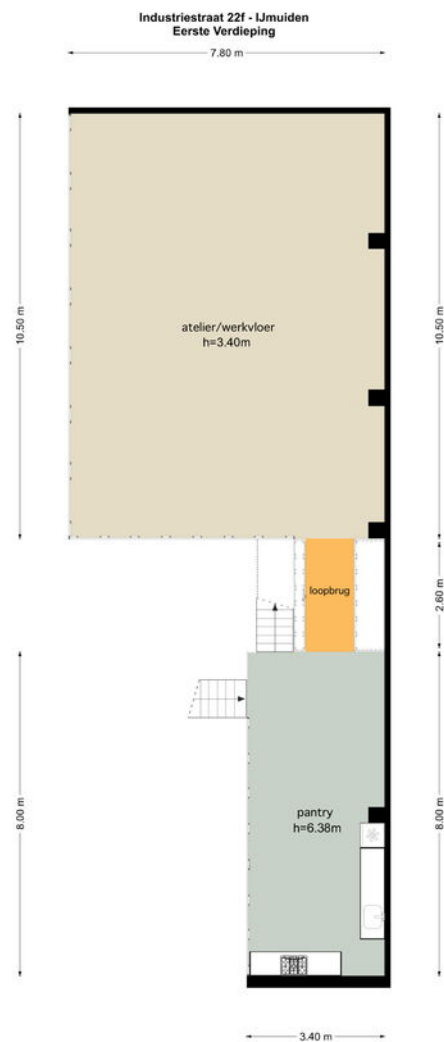 Industriestraat 22f - IJmuiden
Eerste Verdieping
7.80 m
10.50 m
10.50 m
atelier/werkvloer
h=3.40m
loopbrug
2.60 m
8.00 m
8.00 m
pantry
h=6.38m
3.40 m